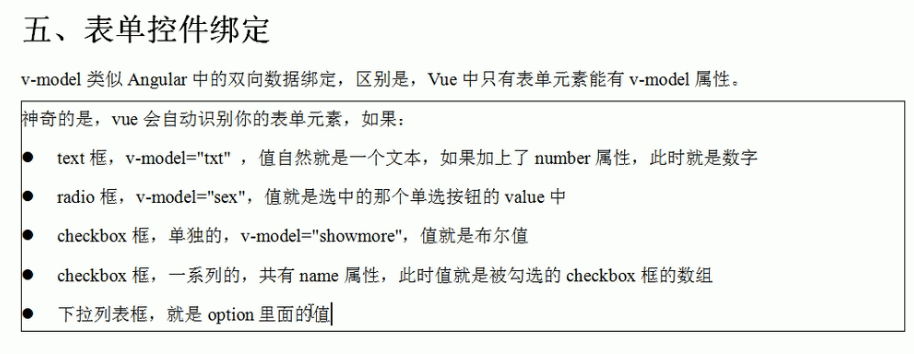 五、表单控件绑定
v-model 类似 Angular 中的双向数据绑定，区别是，Vue 中只有表单元素能有 v-model 属性。
神奇的是，vue 会自动识别你的表单元素，如果：
● text 框，v-model="txt" ，值自然就是一个文本，如果加上了 number 属性，此时就是数字
● radio 框，v-model="sex"，值就是选中的那个单选按钮的 value 中
● checkbox 框，单独的，v-model="showmore"，值就是布尔值
● checkbox 框，一系列的，共有 name 属性，此时值就是被勾选的 checkbox 框的数组
● 下拉列表框，就是 option 里面的值